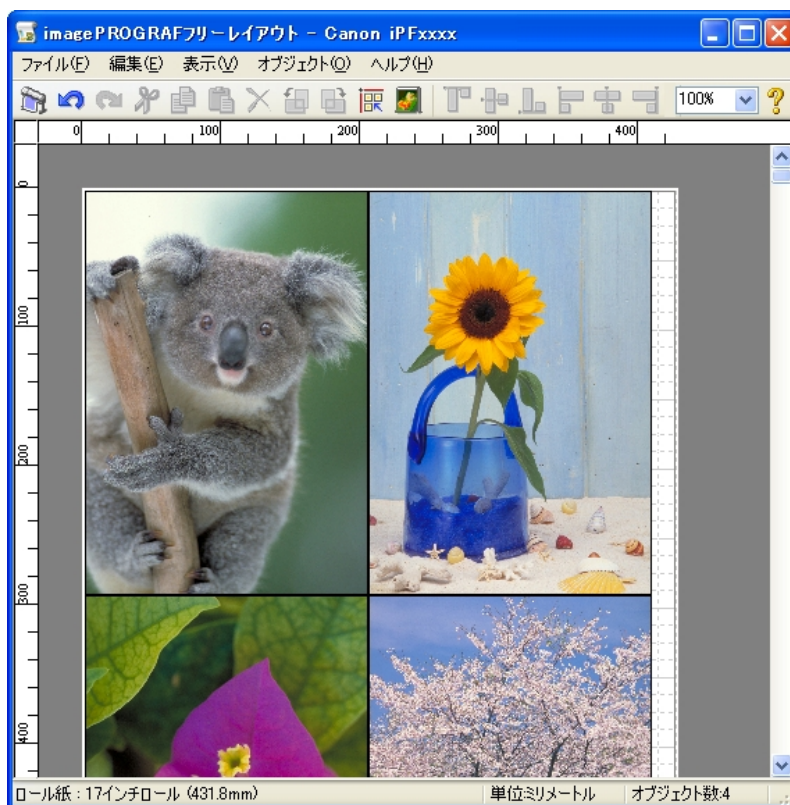 imagePROGRAFフリーレイアウト - Canon iPFxxxx
ファイル(F) 編集(E) 表示(V) オブジェクト(O) ヘルプ(H)
100%
0 100 200 300 400
0
100
200
300
400
ロール紙：17インチロール (431.8mm) 単位:ミリメートル オブジェクト数:4